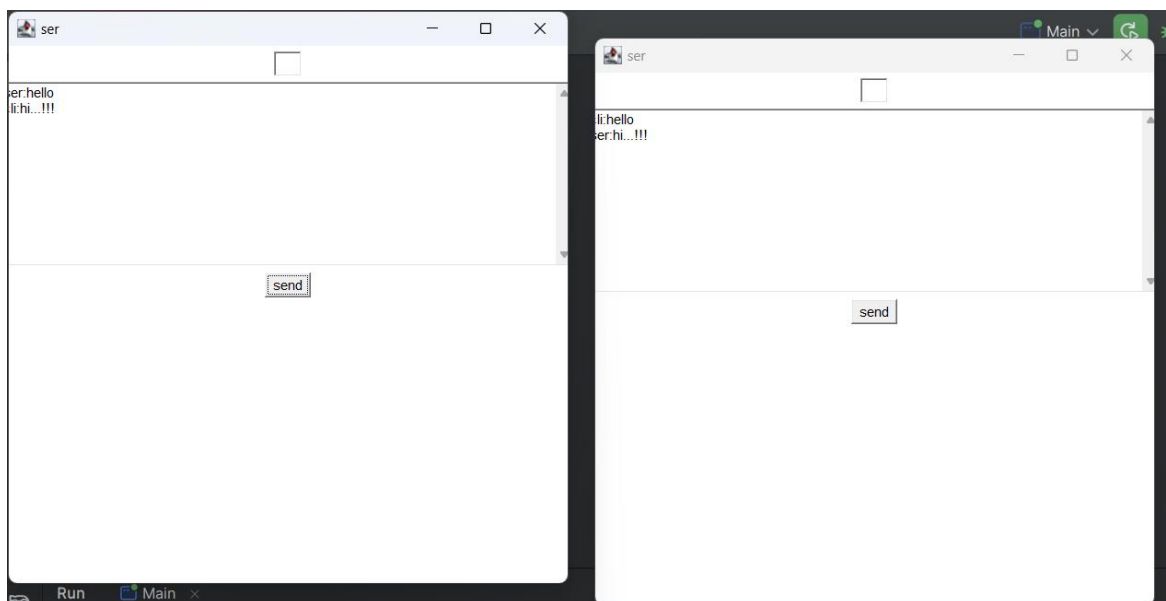 ser
ser:hello
li:hi...!!!
send
Main
ser
li:hello
ser:hi...!!!
send
Run
Main